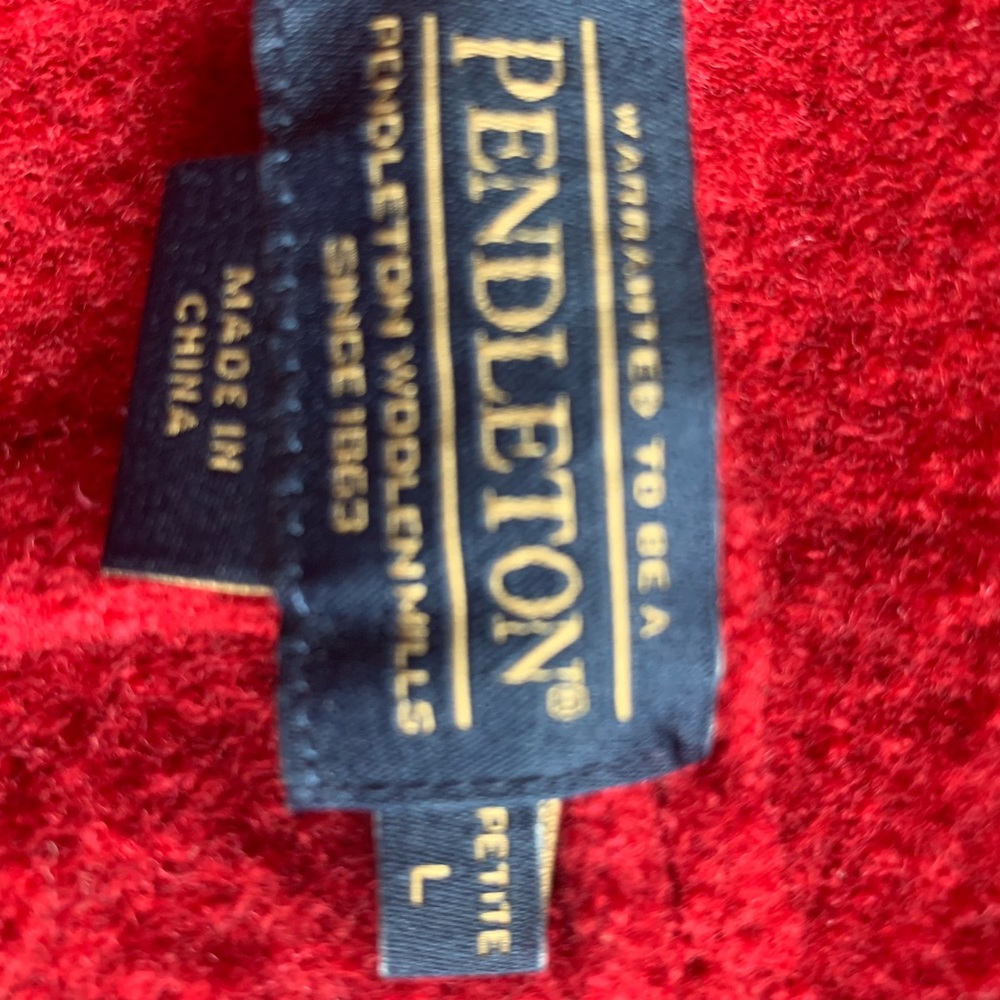 WARRANTED TO BE A
PENDLETON®
PENDLETON WOOLEN MILLS
SINCE 1863
MADE IN
CHINA
PETITE
L